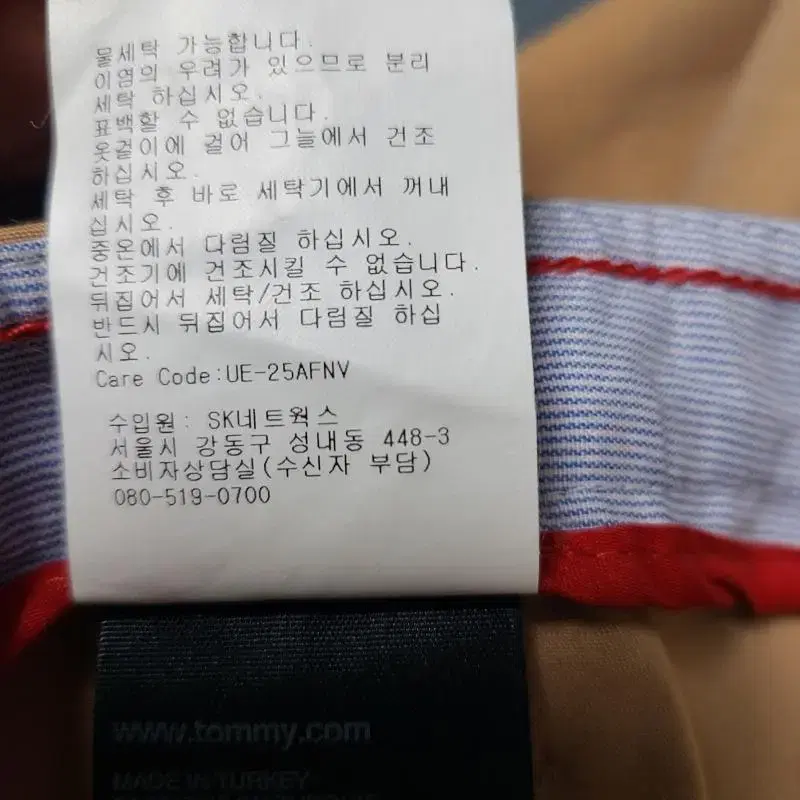 물세탁 가능합니다.
이염의 우려가 있으므로 분리
세탁 하십시오.
표백할 수 없습니다.
옷걸이에 걸어 그늘에서 건조
하십시오.
세탁 후 바로 세탁기에서 꺼내
십시오.
중온에서 다림질 하십시오.
건조기에 건조시킬 수 없습니다.
뒤집어서 세탁/건조 하십시오.
반드시 뒤집어서 다림질 하십
시오.
Care Code:UE-25AFNV
수입원: SK네트웍스
서울시 강동구 성내동 448-3
소비자상담실(수신자 부담)
080-519-0700
www.tommy.com
MADE IN TURKEY